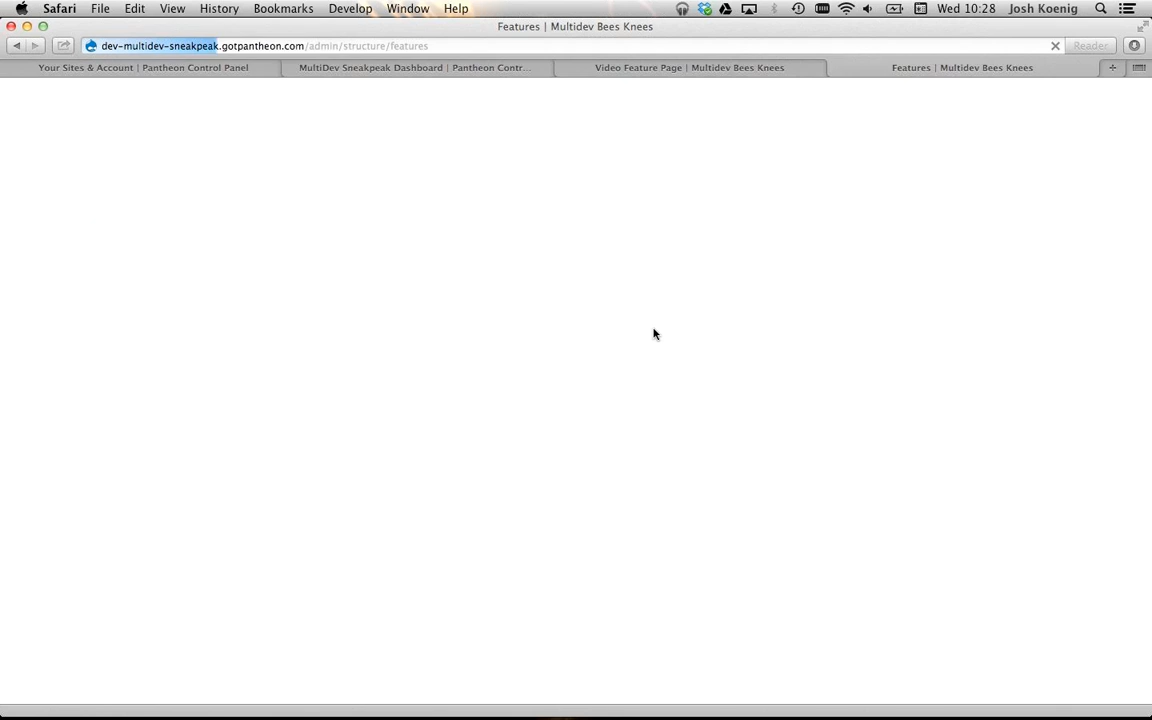 Safari File Edit View History Bookmarks Develop Window Help Wed 10:28 Josh Koenig
Features | Multidev Bees Knees
dev-multidev-sneakpeak.gotpantheon.com/admin/structure/features Reader
Your Sites & Account | Pantheon Control Panel MultiDev Sneakpeak Dashboard | Pantheon Contr... Video Feature Page | Multidev Bees Knees Features | Multidev Bees Knees